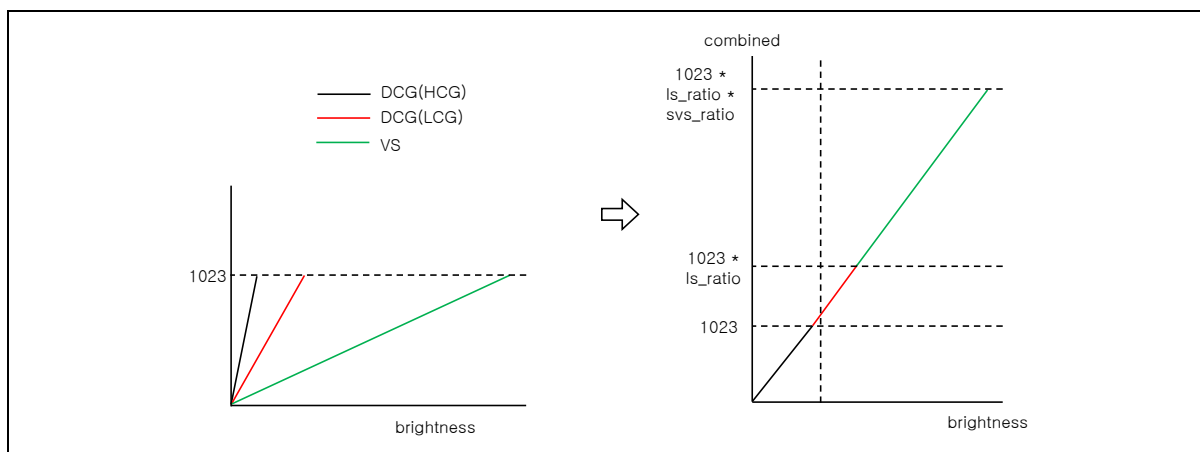 DCG(HCG)
DCG(LCG)
VS
1023
brightness
combined
1023 *
ls_ratio *
svs_ratio
1023 *
ls_ratio
1023
brightness